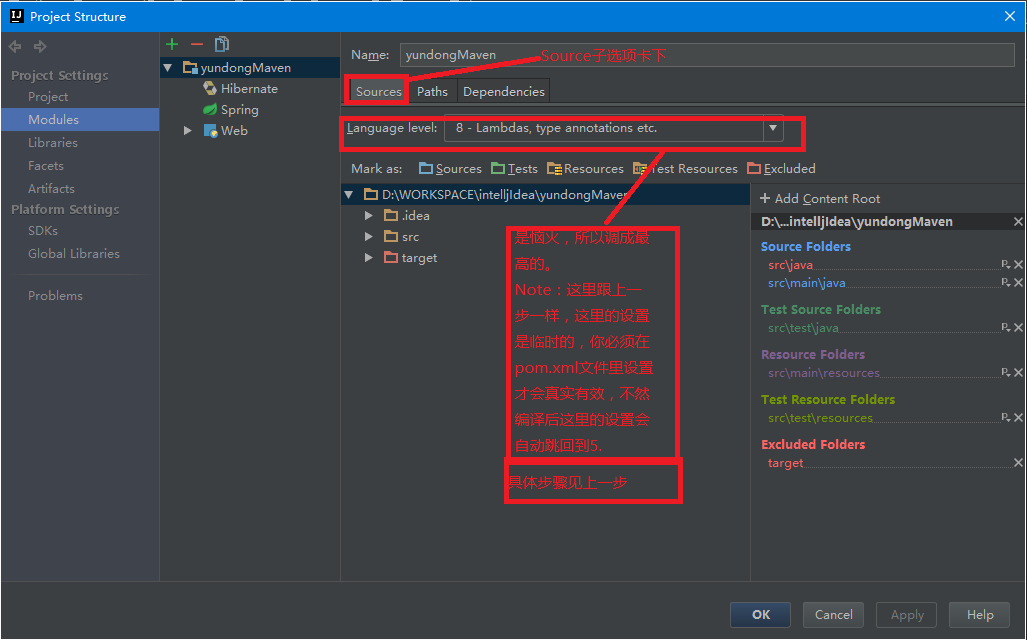 Project Structure
Project Settings
Project
Modules
Libraries
Facets
Artifacts
Platform Settings
SDKs
Global Libraries
Problems
yundongMaven
Hibernate
Spring
Web
Name: yundongMaven
Source子选项卡下
Sources Paths Dependencies
Language level: 8 - Lambdas, type annotations etc.
Mark as: Sources Tests Resources Test Resources Excluded
D:\WORKSPACE\intelljIdea\yundongMaven
.idea
src
target
是恼火，所以调成最
高的。
Note：这里跟上一
步一样，这里的设置
是临时的，你必须在
pom.xml文件里设置
才会真实有效，不然
编译后这里的设置会
自动跳回到5.
具体步骤见上一步
+ Add Content Root
D:\...intelljIdea\yundongMaven
Source Folders
src\java
src\main\java
Test Source Folders
src\test\java
Resource Folders
src\main\resources
Test Resource Folders
src\test\resources
Excluded Folders
target
OK Cancel Apply Help